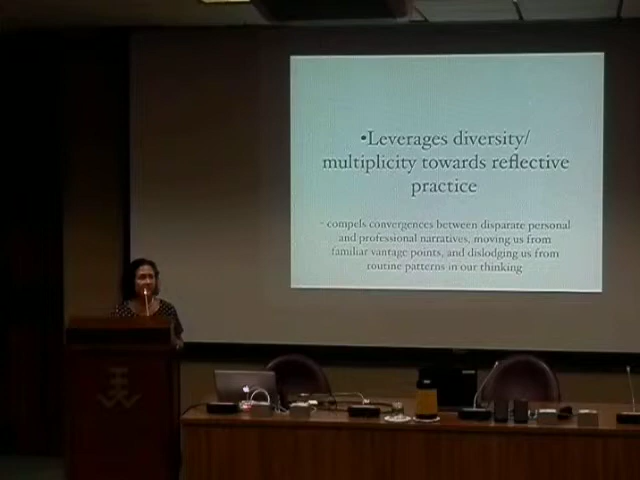 •Leverages diversity/
multiplicity towards reflective
practice
- compels convergences between disparate personal
and professional narratives, moving us from
familiar vantage points, and dislodging us from
routine patterns in our thinking